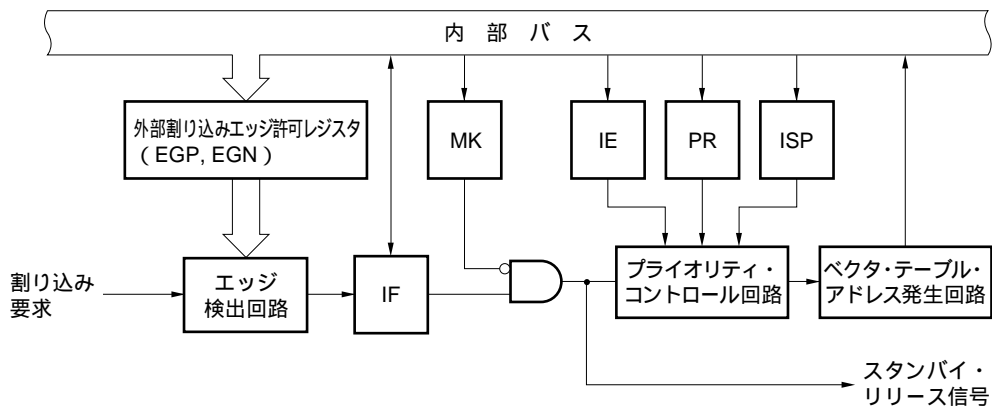 内 部 バ ス
外部割り込みエッジ許可レジスタ
（EGP, EGN）
MK
IE
PR
ISP
割り込み
要求
エッジ
検出回路
IF
プライオリティ・
コントロール回路
ベクタ・テーブル・
アドレス発生回路
スタンバイ・
リリース信号